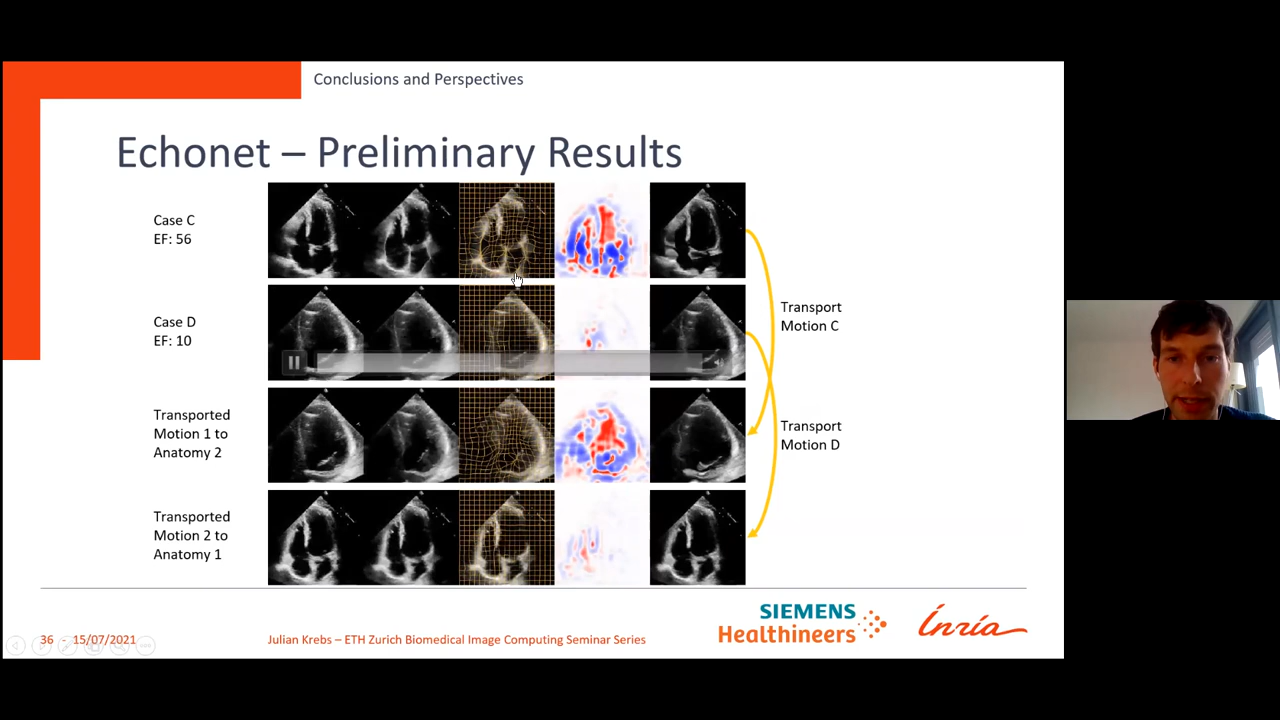 Conclusions and Perspectives
Echonet – Preliminary Results
Case C
EF: 56
Case D
EF: 10
Transported
Motion 1 to
Anatomy 2
Transported
Motion 2 to
Anatomy 1
Transport
Motion C
Transport
Motion D
36 - 15/07/2021
Julian Krebs – ETH Zurich Biomedical Image Computing Seminar Series
SIEMENS
Healthineers
Inria